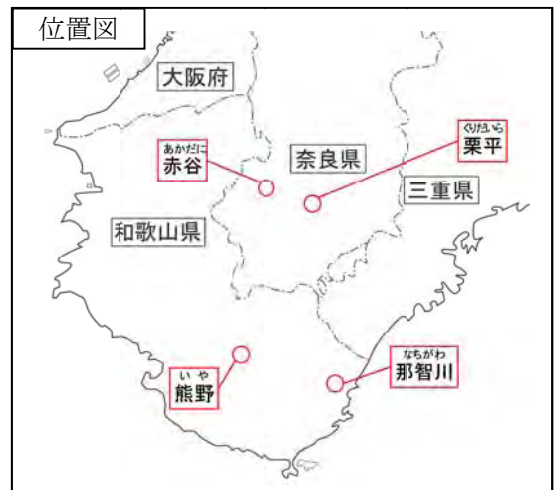 位置図
大阪府
あかだに
赤谷
奈良県
くりだいら
栗平
三重県
和歌山県
いや
熊野
なちがわ
那智川